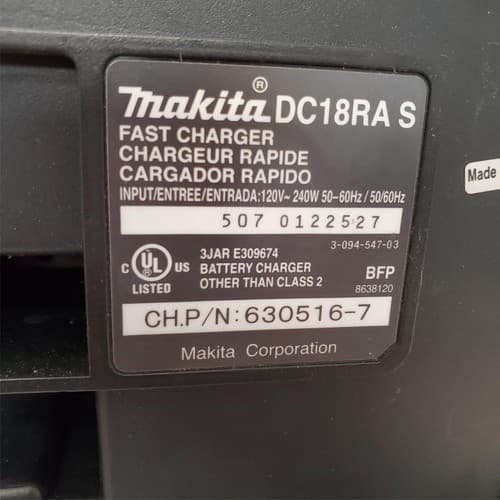 makita® DC18RA S
FAST CHARGER
CHARGEUR RAPIDE
CARGADOR RAPIDO
INPUT/ENTREE/ENTRADA:120V~ 240W 50–60Hz / 50/60Hz
507 0122527
3-094-547-03
C UL US
LISTED
3JAR E309674
BATTERY CHARGER
OTHER THAN CLASS 2
BFP
8638120
CH.P/N:630516-7
Makita Corporation
Made